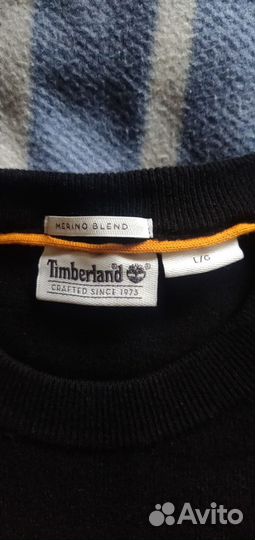 MERINO BLEND
Timberland
L/G
CRAFTED SINCE 1973
Avito